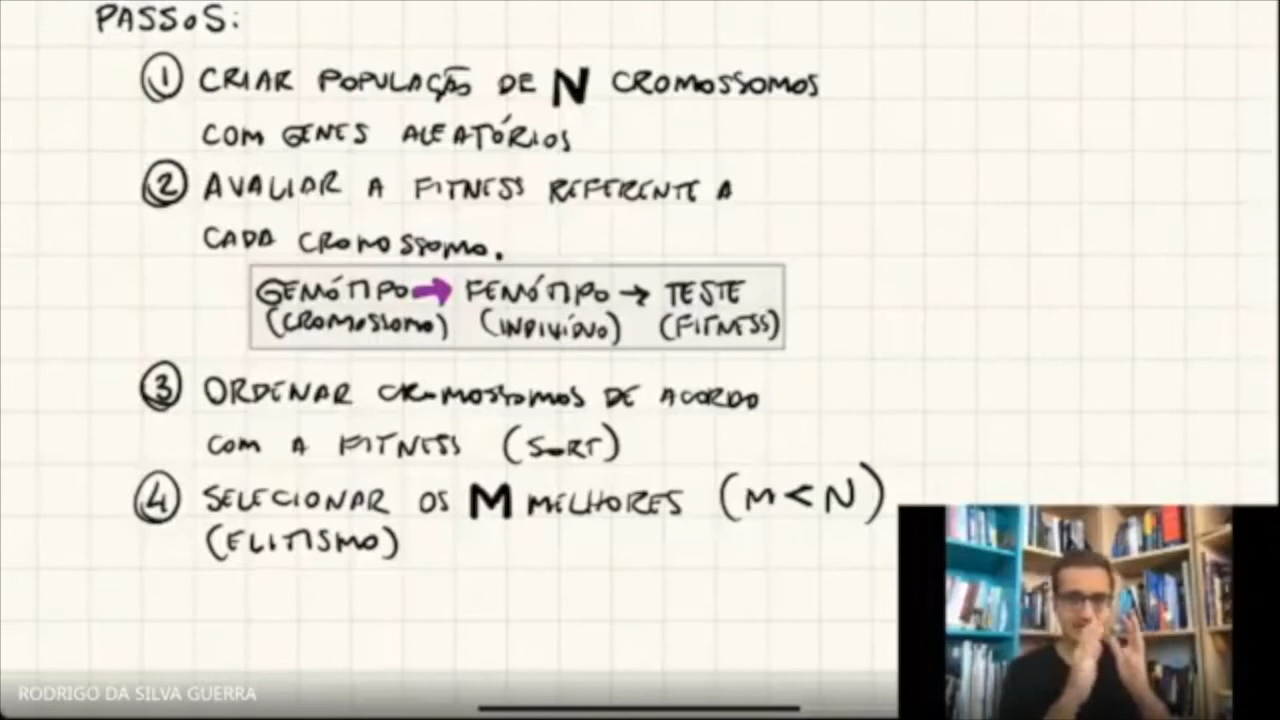 PASSOS:
① CRIAR POPULAÇÃO DE N CROMOSSOMOS
COM GENES ALEATÓRIOS
② AVALIAR A FITNESS REFERENTE A
CADA CROMOSSOMO.
GENÓTIPO → FENÓTIPO → TESTE
(CROMOSSOMO) (INDIVÍDUO) (FITNESS)
③ ORDENAR CROMOSSOMOS DE ACORDO
COM A FITNESS (SORT)
④ SELECIONAR OS M MELHORES (M < N)
(ELITISMO)
RODRIGO DA SILVA GUERRA